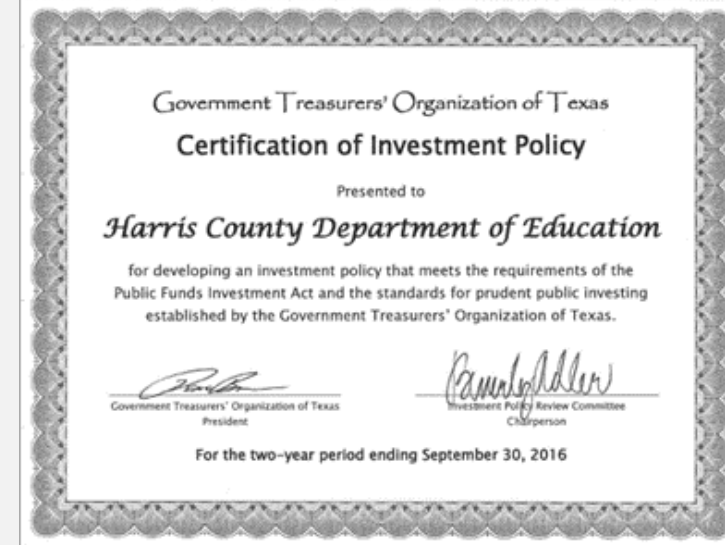 Government Treasurers' Organization of Texas
Certification of Investment Policy
Presented to
Harris County Department of Education
for developing an investment policy that meets the requirements of the
Public Funds Investment Act and the standards for prudent public investing
established by the Government Treasurers' Organization of Texas.
Government Treasurers' Organization of Texas
President
Investment Policy Review Committee
Chairperson
For the two-year period ending September 30, 2016